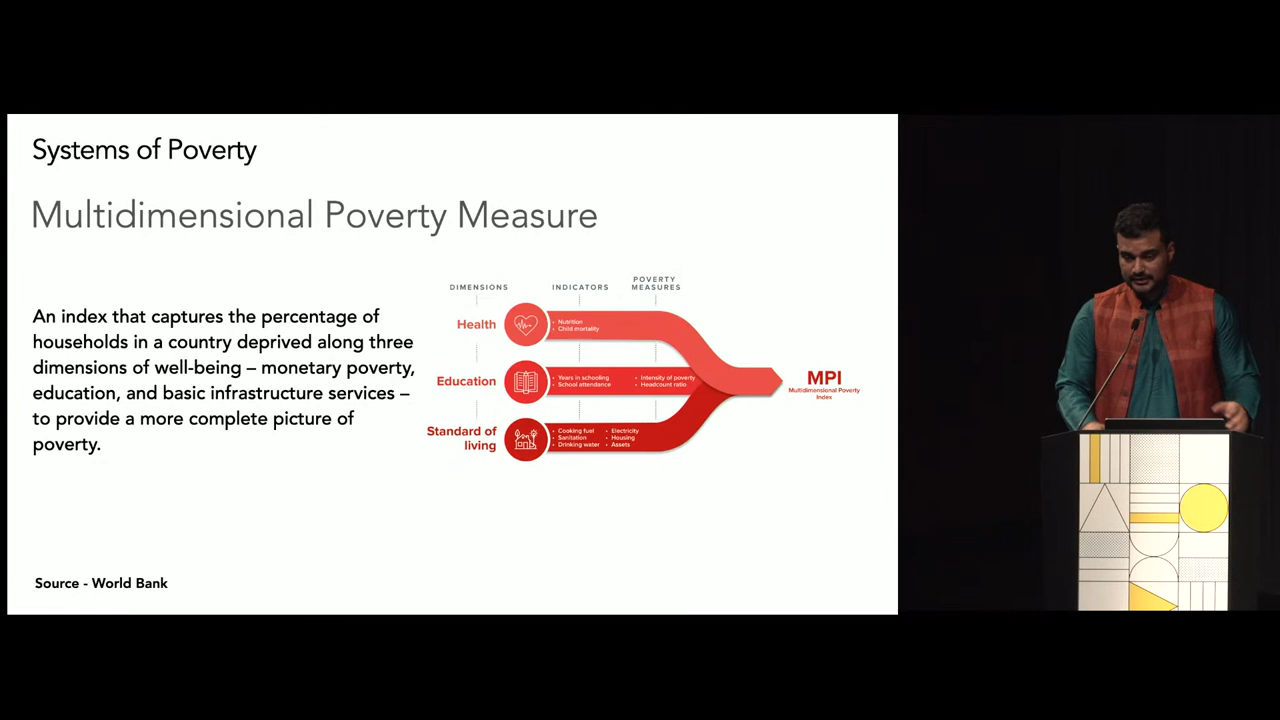 Systems of Poverty
Multidimensional Poverty Measure
An index that captures the percentage of
households in a country deprived along three
dimensions of well-being – monetary poverty,
education, and basic infrastructure services –
to provide a more complete picture of
poverty.
DIMENSIONS
INDICATORS
POVERTY
MEASURES
Health
• Nutrition
• Child mortality
Education
• Years in schooling
• School attendance
• Intensity of poverty
• Headcount ratio
Standard of
living
• Cooking fuel
• Sanitation
• Drinking water
• Electricity
• Housing
• Assets
MPI
Multidimensional Poverty
Index
Source - World Bank